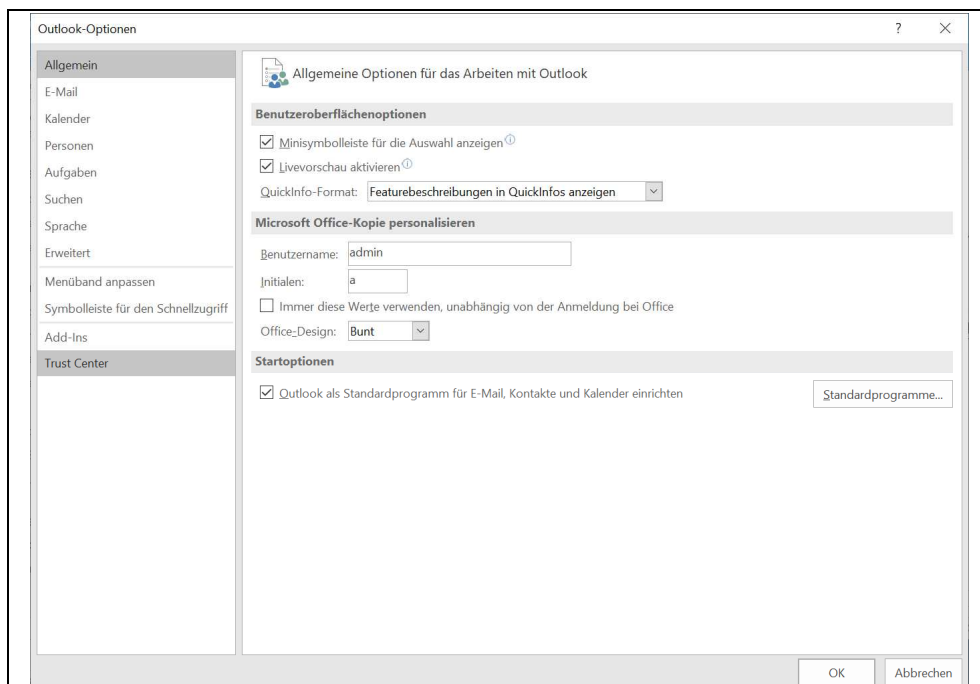 Outlook-Optionen
?
Allgemein
E-Mail
Kalender
Personen
Aufgaben
Suchen
Sprache
Erweitert
Menüband anpassen
Symbolleiste für den Schnellzugriff
Add-Ins
Trust Center
Allgemeine Optionen für das Arbeiten mit Outlook
Benutzeroberflächenoptionen
Minisymbolleiste für die Auswahl anzeigen
Livevorschau aktivieren
QuickInfo-Format: Featurebeschreibungen in QuickInfos anzeigen
Microsoft Office-Kopie personalisieren
Benutzername: admin
Initialen: a
Immer diese Werte verwenden, unabhängig von der Anmeldung bei Office
Office-Design: Bunt
Startoptionen
Outlook als Standardprogramm für E-Mail, Kontakte und Kalender einrichten
Standardprogramme...
OK Abbrechen